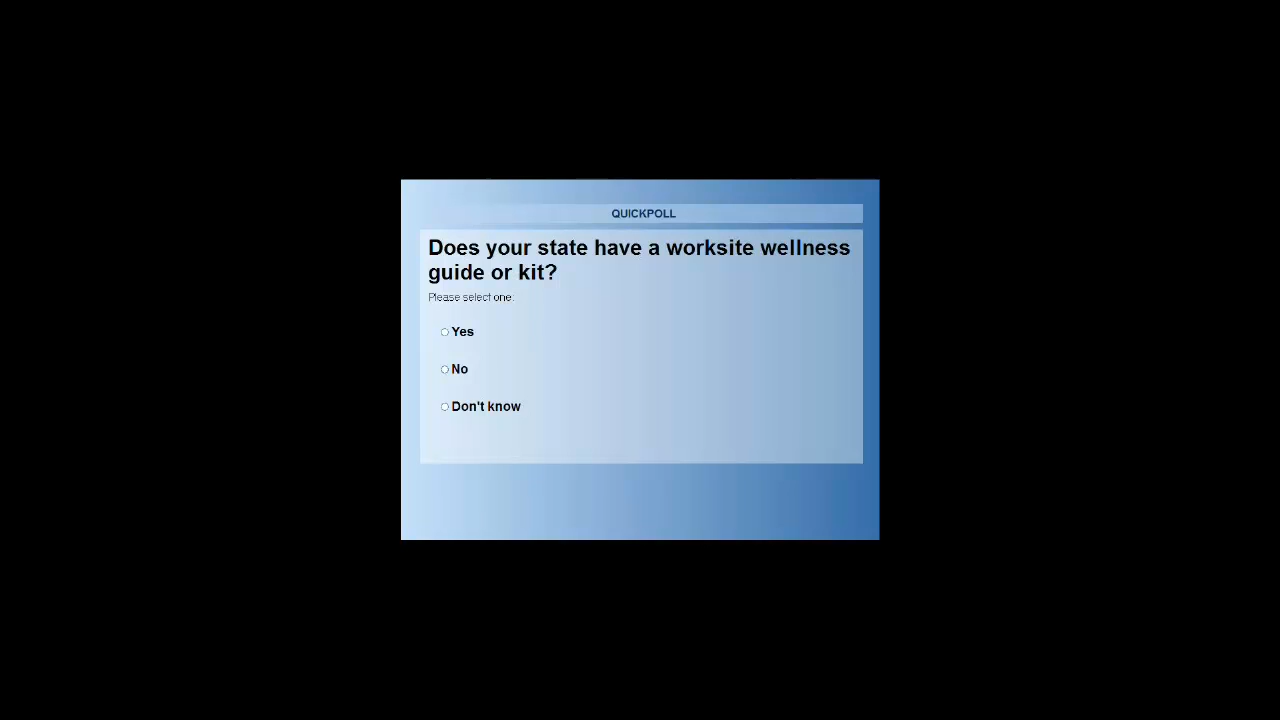 QUICKPOLL
Does your state have a worksite wellness
guide or kit?
Please select one:
Yes
No
Don't know